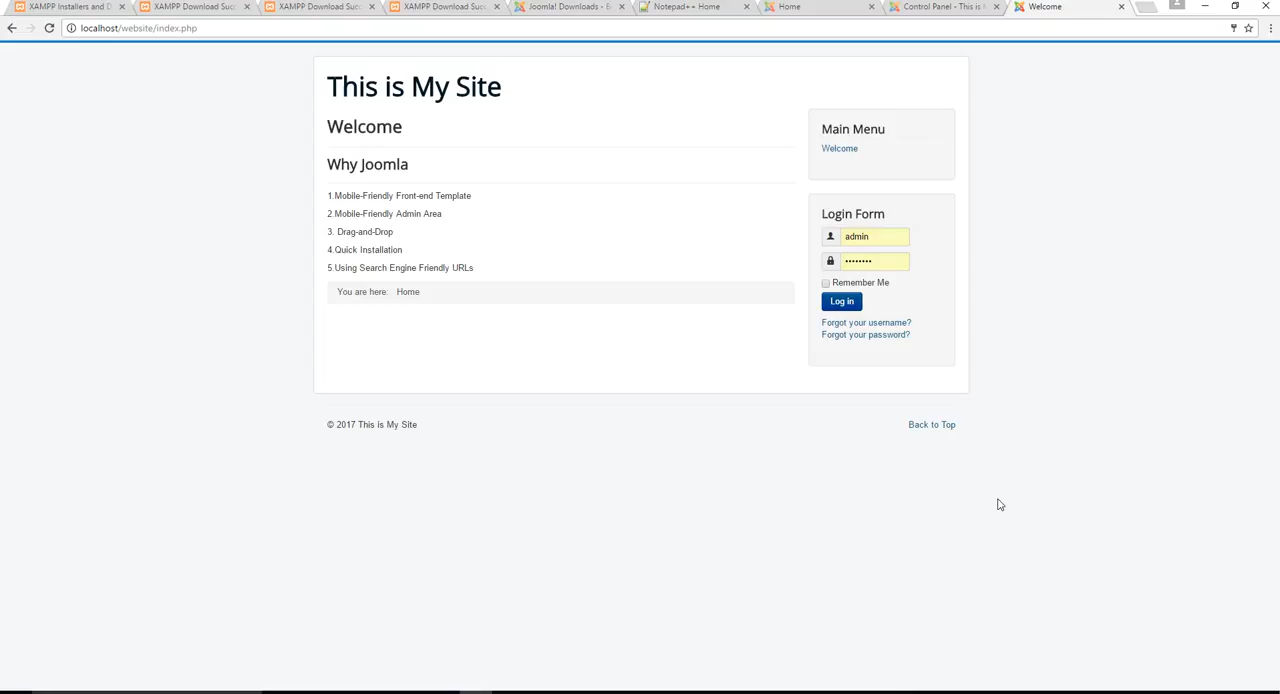 XAMPP Installers and D
XAMPP Download Succ
XAMPP Download Succ
XAMPP Download Succ
Joomla! Downloads - B
Notepad++ Home
Home
Control Panel - This is M
Welcome
localhost/website/index.php
This is My Site
Welcome
Why Joomla
1.Mobile-Friendly Front-end Template
2.Mobile-Friendly Admin Area
3. Drag-and-Drop
4.Quick Installation
5.Using Search Engine Friendly URLs
You are here: Home
Main Menu
Welcome
Login Form
admin
••••••••
Remember Me
Log in
Forgot your username?
Forgot your password?
© 2017 This is My Site
Back to Top